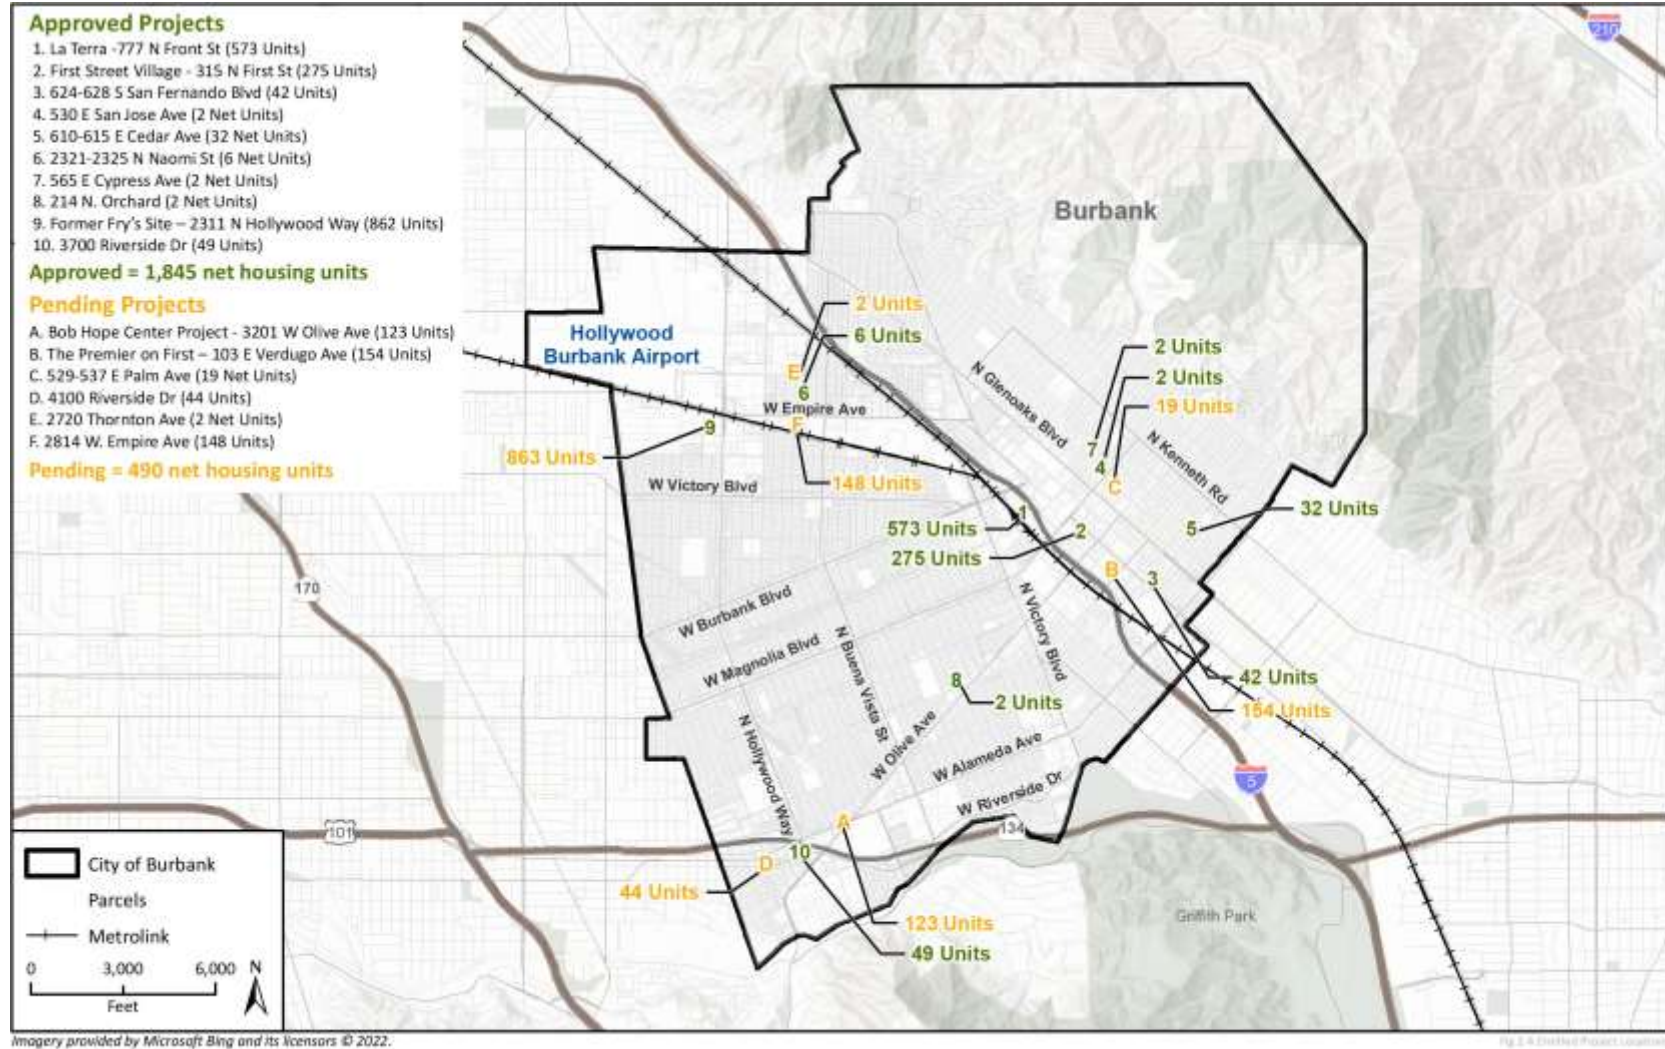 Approved Projects
1. La Terra -777 N Front St (573 Units)
2. First Street Village - 315 N First St (275 Units)
3. 624-628 S San Fernando Blvd (42 Units)
4. 530 E San Jose Ave (2 Net Units)
5. 610-615 E Cedar Ave (32 Net Units)
6. 2321-2325 N Naomi St (6 Net Units)
7. 565 E Cypress Ave (2 Net Units)
8. 214 N. Orchard (2 Net Units)
9. Former Fry's Site – 2311 N Hollywood Way (862 Units)
10. 3700 Riverside Dr (49 Units)
Approved = 1,845 net housing units
Pending Projects
A. Bob Hope Center Project - 3201 W Olive Ave (123 Units)
B. The Premier on First – 103 E Verdugo Ave (154 Units)
C. 529-537 E Palm Ave (19 Net Units)
D. 4100 Riverside Dr (44 Units)
E. 2720 Thornton Ave (2 Net Units)
F. 2814 W. Empire Ave (148 Units)
Pending = 490 net housing units
210
Burbank
2 Units
Hollywood
Burbank Airport
6 Units
2 Units
E
2 Units
6
N Glenoaks Blvd
19 Units
W Empire Ave
9
F
7
N Kenneth Rd
863 Units
4
148 Units
C
W Victory Blvd
32 Units
1
573 Units
2
5
275 Units
B
3
170
W Burbank Blvd
N Victory Blvd
W Magnolia Blvd
N Buena Vista St
8
42 Units
2 Units
154 Units
N Hollywood Way
W Olive Ave
W Alameda Ave
5
W Riverside Dr
A
134
101
10
D
44 Units
123 Units
49 Units
Griffith Park
City of Burbank
Parcels
Metrolink
0 3,000 6,000 N
Feet
Imagery provided by Microsoft Bing and its licensors © 2022.
Fig 2.4 Entitled Project Locations